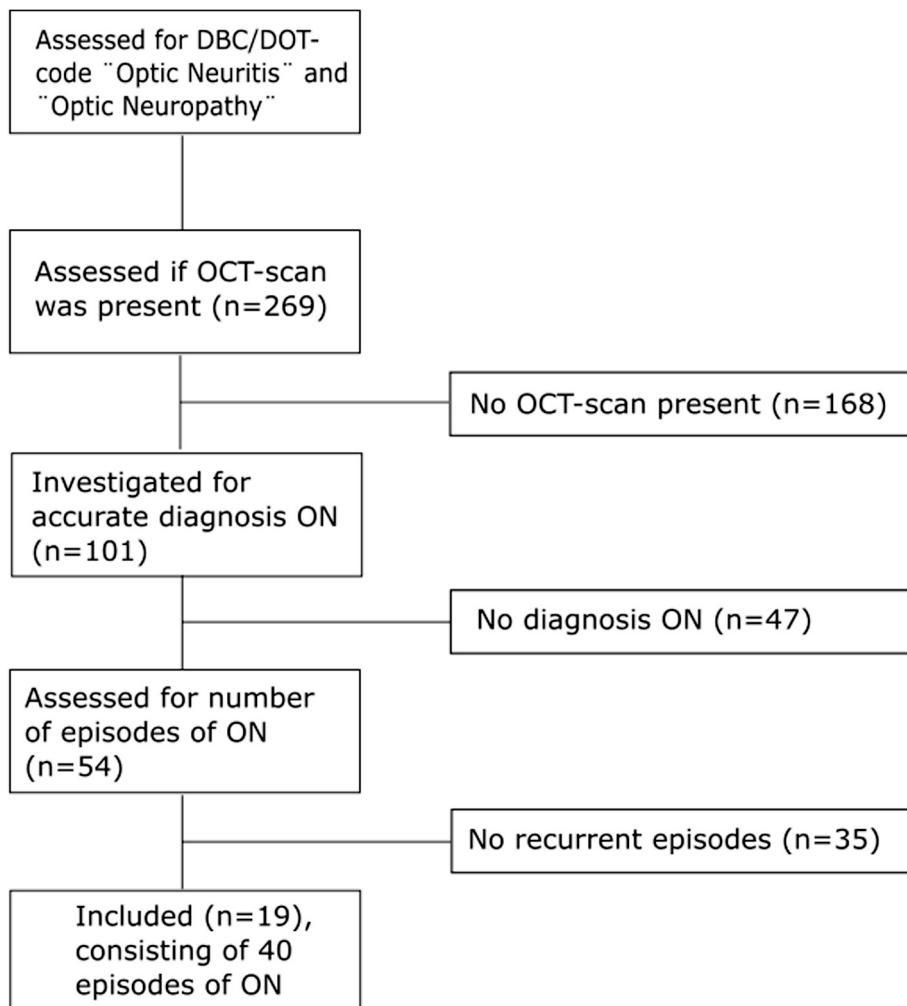 Assessed for DBC/DOT-
code ¨Optic Neuritis¨ and
¨Optic Neuropathy¨
Assessed if OCT-scan
was present (n=269)
No OCT-scan present (n=168)
Investigated for
accurate diagnosis ON
(n=101)
No diagnosis ON (n=47)
Assessed for number
of episodes of ON
(n=54)
No recurrent episodes (n=35)
Included (n=19),
consisting of 40
episodes of ON